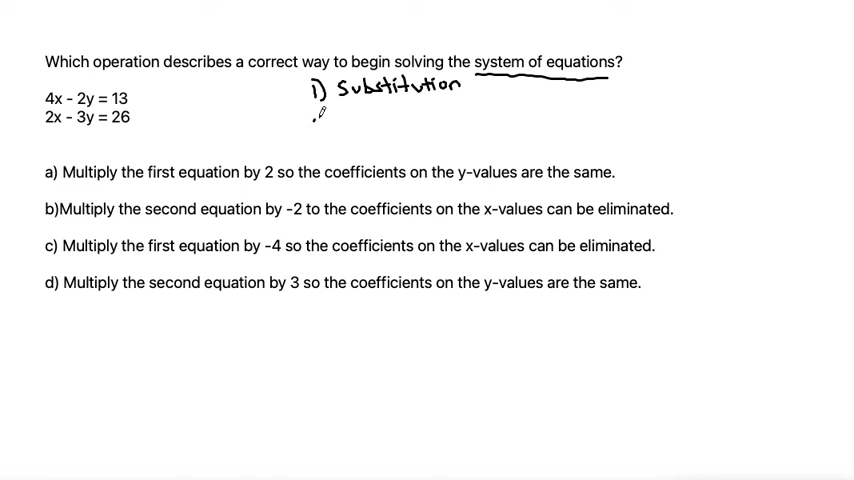 Which operation describes a correct way to begin solving the system of equations?
1) Substitution
4x - 2y = 13
2x - 3y = 26
a) Multiply the first equation by 2 so the coefficients on the y-values are the same.
b)Multiply the second equation by -2 to the coefficients on the x-values can be eliminated.
c) Multiply the first equation by -4 so the coefficients on the x-values can be eliminated.
d) Multiply the second equation by 3 so the coefficients on the y-values are the same.